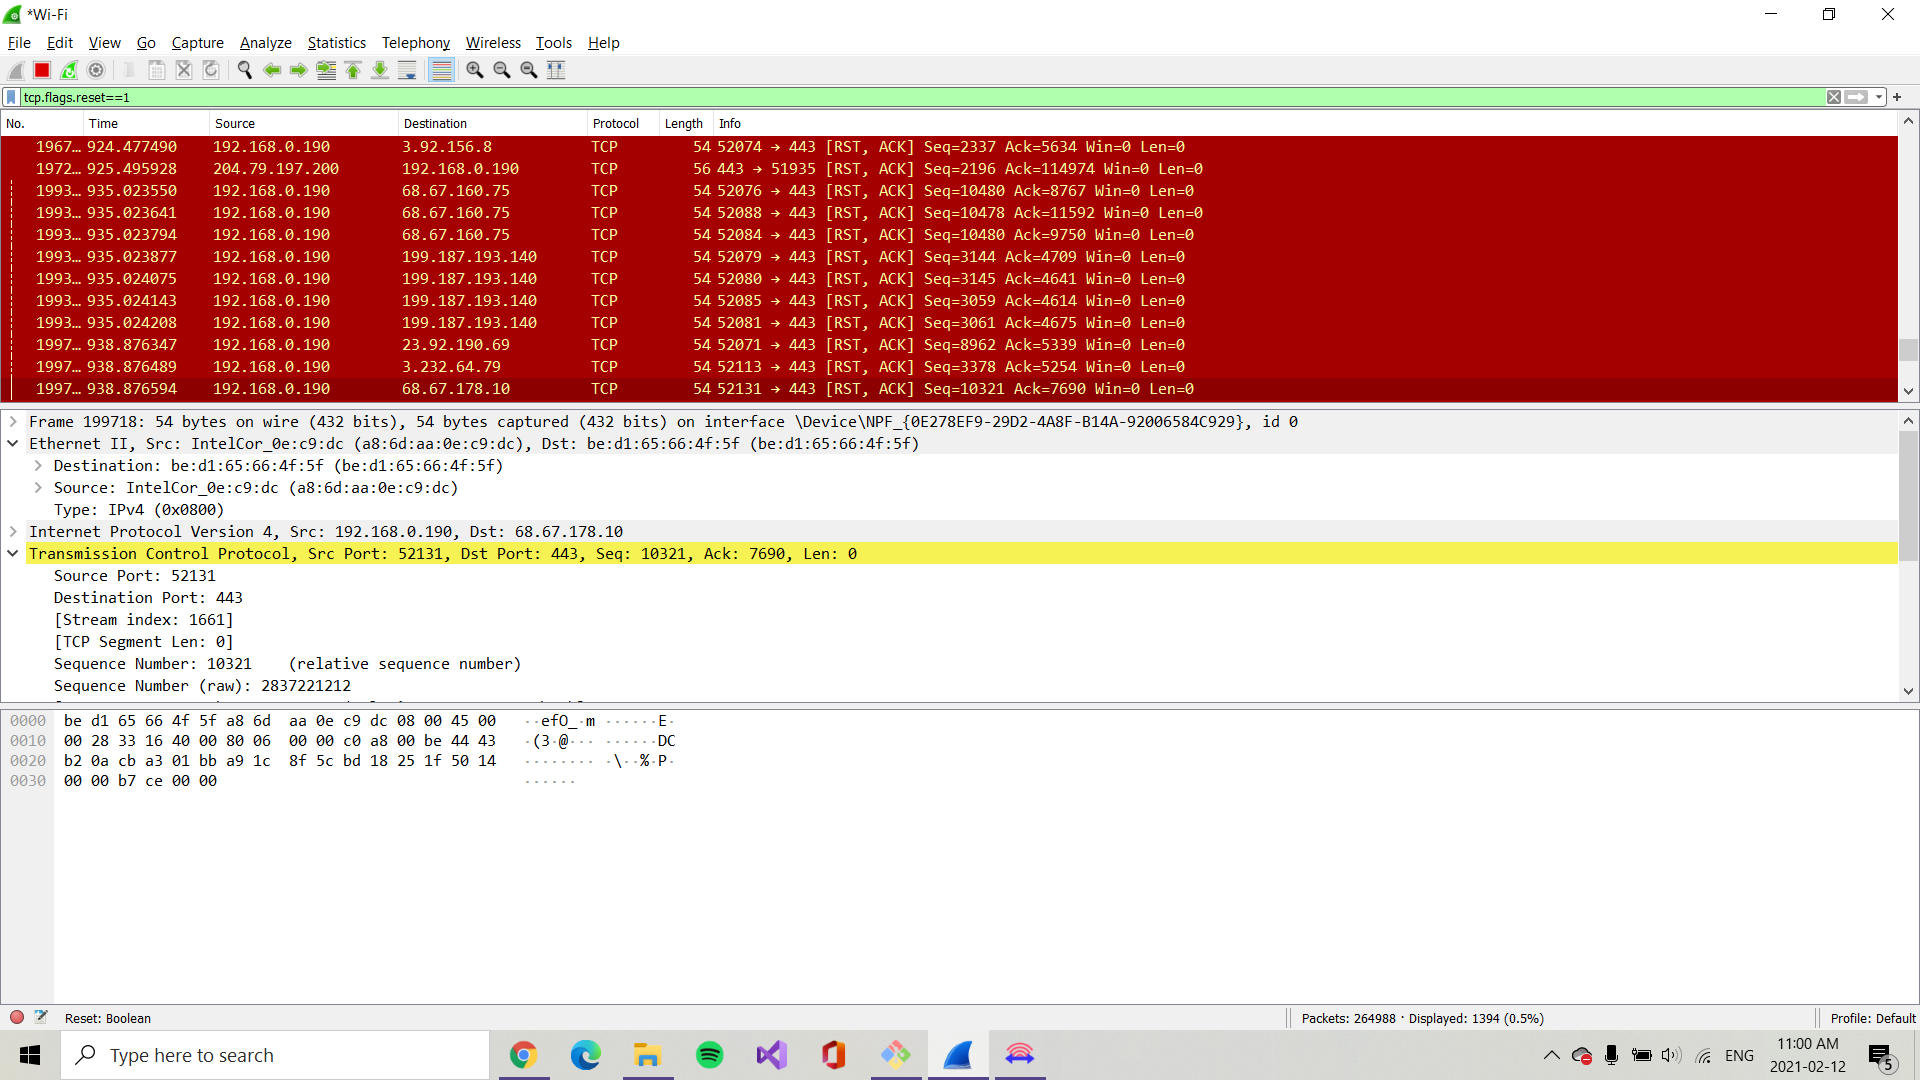 *Wi-Fi
File Edit View Go Capture Analyze Statistics Telephony Wireless Tools Help
tcp.flags.reset==1
No. Time Source Destination Protocol Length Info
1967… 924.477490 192.168.0.190 3.92.156.8 TCP 54 52074 → 443 [RST, ACK] Seq=2337 Ack=5634 Win=0 Len=0
1972… 925.495928 204.79.197.200 192.168.0.190 TCP 56 443 → 51935 [RST, ACK] Seq=2196 Ack=114974 Win=0 Len=0
1993… 935.023550 192.168.0.190 68.67.160.75 TCP 54 52076 → 443 [RST, ACK] Seq=10480 Ack=8767 Win=0 Len=0
1993… 935.023641 192.168.0.190 68.67.160.75 TCP 54 52088 → 443 [RST, ACK] Seq=10478 Ack=11592 Win=0 Len=0
1993… 935.023794 192.168.0.190 68.67.160.75 TCP 54 52084 → 443 [RST, ACK] Seq=10480 Ack=9750 Win=0 Len=0
1993… 935.023877 192.168.0.190 199.187.193.140 TCP 54 52079 → 443 [RST, ACK] Seq=3144 Ack=4709 Win=0 Len=0
1993… 935.024075 192.168.0.190 199.187.193.140 TCP 54 52080 → 443 [RST, ACK] Seq=3145 Ack=4641 Win=0 Len=0
1993… 935.024143 192.168.0.190 199.187.193.140 TCP 54 52085 → 443 [RST, ACK] Seq=3059 Ack=4614 Win=0 Len=0
1993… 935.024208 192.168.0.190 199.187.193.140 TCP 54 52081 → 443 [RST, ACK] Seq=3061 Ack=4675 Win=0 Len=0
1997… 938.876347 192.168.0.190 23.92.190.69 TCP 54 52071 → 443 [RST, ACK] Seq=8962 Ack=5339 Win=0 Len=0
1997… 938.876489 192.168.0.190 3.232.64.79 TCP 54 52113 → 443 [RST, ACK] Seq=3378 Ack=5254 Win=0 Len=0
1997… 938.876594 192.168.0.190 68.67.178.10 TCP 54 52131 → 443 [RST, ACK] Seq=10321 Ack=7690 Win=0 Len=0
Frame 199718: 54 bytes on wire (432 bits), 54 bytes captured (432 bits) on interface \Device\NPF_{0E278EF9-29D2-4A8F-B14A-92006584C929}, id 0
Ethernet II, Src: IntelCor_0e:c9:dc (a8:6d:aa:0e:c9:dc), Dst: be:d1:65:66:4f:5f (be:d1:65:66:4f:5f)
Destination: be:d1:65:66:4f:5f (be:d1:65:66:4f:5f)
Source: IntelCor_0e:c9:dc (a8:6d:aa:0e:c9:dc)
Type: IPv4 (0x0800)
Internet Protocol Version 4, Src: 192.168.0.190, Dst: 68.67.178.10
Transmission Control Protocol, Src Port: 52131, Dst Port: 443, Seq: 10321, Ack: 7690, Len: 0
Source Port: 52131
Destination Port: 443
[Stream index: 1661]
[TCP Segment Len: 0]
Sequence Number: 10321 (relative sequence number)
Sequence Number (raw): 2837221212
0000 be d1 65 66 4f 5f a8 6d aa 0e c9 dc 08 00 45 00 ··efO_·m ······E·
0010 00 28 33 16 40 00 80 06 00 00 c0 a8 00 be 44 43 ·(3·@··· ······DC
0020 b2 0a cb a3 01 bb a9 1c 8f 5c bd 18 25 1f 50 14 ········ ·\··%·P·
0030 00 00 b7 ce 00 00 ······
Reset: Boolean Packets: 264988 · Displayed: 1394 (0.5%) Profile: Default
Type here to search ENG 11:00 AM
2021-02-12 5